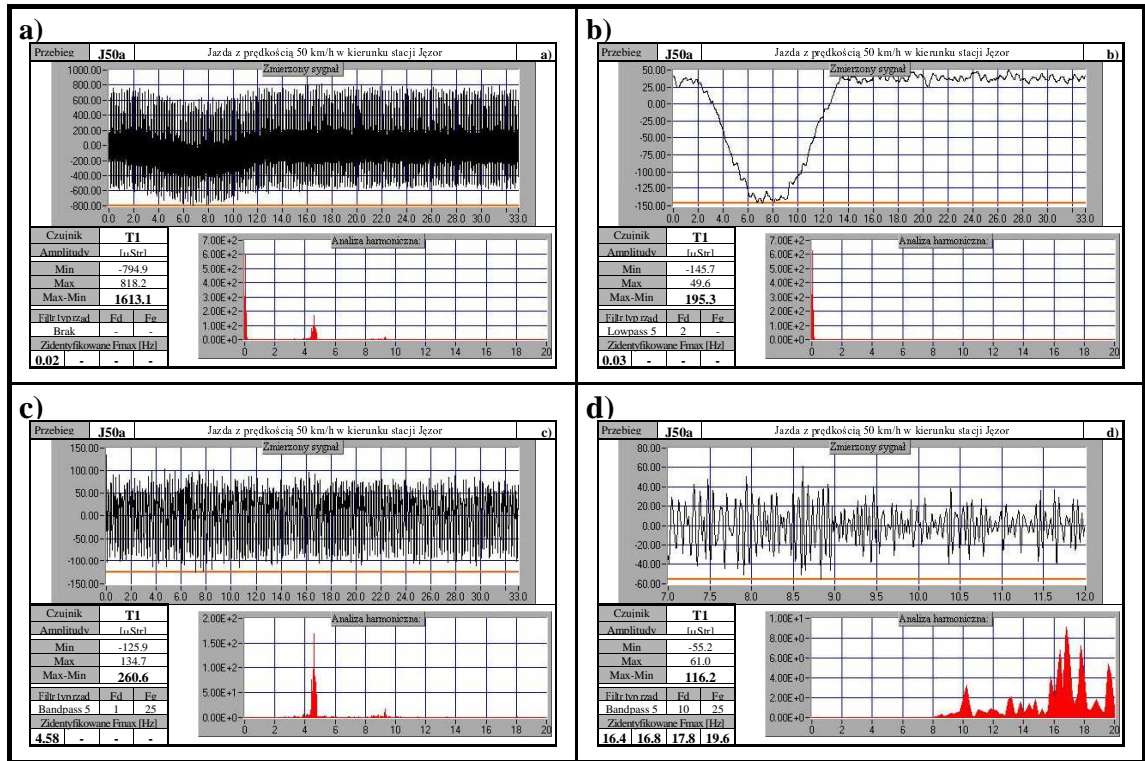 a)
Przebieg J50a Jazda z prędkością 50 km/h w kierunku stacji Jęzor a)
Zmierzony sygnał
1000.00
800.00
600.00
400.00
200.00
0.00
-200.00
-400.00
-600.00
-800.00
0.0 2.0 4.0 6.0 8.0 10.0 12.0 14.0 16.0 18.0 20.0 22.0 24.0 26.0 28.0 30.0 33.0
Czujnik T1
Amplitudy [µStr]
Min -794.9
Max 818.2
Max-Min 1613.1
Filtr typ rząd Fd Fg
Brak - -
Zidentyfikowane Fmax [Hz]
0.02 - - -
Analiza harmoniczna:
7.00E+2
6.00E+2
5.00E+2
4.00E+2
3.00E+2
2.00E+2
1.00E+2
0.00E+0
0 2 4 6 8 10 12 14 16 18 20
b)
Przebieg J50a Jazda z prędkością 50 km/h w kierunku stacji Jęzor b)
Zmierzony sygnał
50.00
25.00
0.00
-25.00
-50.00
-75.00
-100.00
-125.00
-150.00
0.0 2.0 4.0 6.0 8.0 10.0 12.0 14.0 16.0 18.0 20.0 22.0 24.0 26.0 28.0 30.0 33.0
Czujnik T1
Amplitudy [µStr]
Min -145.7
Max 49.6
Max-Min 195.3
Filtr typ rząd Fd Fg
Lowpass 5 2 -
Zidentyfikowane Fmax [Hz]
0.03 - - -
Analiza harmoniczna:
7.00E+2
6.00E+2
5.00E+2
4.00E+2
3.00E+2
2.00E+2
1.00E+2
0.00E+0
0 2 4 6 8 10 12 14 16 18 20
c)
Przebieg J50a Jazda z prędkością 50 km/h w kierunku stacji Jęzor c)
Zmierzony sygnał
150.00
100.00
50.00
0.00
-50.00
-100.00
-150.00
0.0 2.0 4.0 6.0 8.0 10.0 12.0 14.0 16.0 18.0 20.0 22.0 24.0 26.0 28.0 30.0 33.0
Czujnik T1
Amplitudy [µStr]
Min -125.9
Max 134.7
Max-Min 260.6
Filtr typ rząd Fd Fg
Bandpass 5 1 25
Zidentyfikowane Fmax [Hz]
4.58 - - -
Analiza harmoniczna:
2.00E+2
1.50E+2
1.00E+2
5.00E+1
0.00E+0
0 2 4 6 8 10 12 14 16 18 20
d)
Przebieg J50a Jazda z prędkością 50 km/h w kierunku stacji Jęzor d)
Zmierzony sygnał
80.00
60.00
40.00
20.00
0.00
-20.00
-40.00
-60.00
7.0 7.5 8.0 8.5 9.0 9.5 10.0 10.5 11.0 11.5 12.0
Czujnik T1
Amplitudy [µStr]
Min -55.2
Max 61.0
Max-Min 116.2
Filtr typ rząd Fd Fg
Bandpass 5 10 25
Zidentyfikowane Fmax [Hz]
16.4 16.8 17.8 19.6
Analiza harmoniczna:
1.00E+1
8.00E+0
6.00E+0
4.00E+0
2.00E+0
0.00E+0
0 2 4 6 8 10 12 14 16 18 20